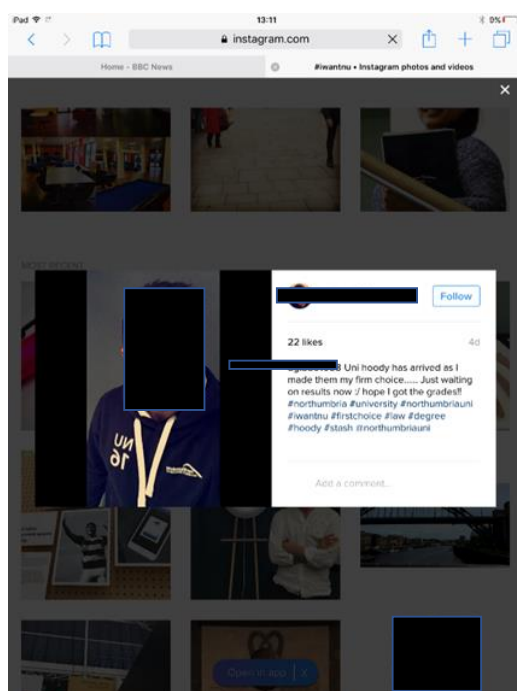 iPad
13:11
9%
instagram.com
Home - BBC News
#iwantnu • Instagram photos and videos
MOST RECENT
Follow
22 likes
4d
Uni hoody has arrived as I
made them my firm choice...... Just waiting
on results now :/ hope I got the grades!!
#northumbria #university #northumbriauni
#iwantnu #firstchoice #law #degree
#hoody #stash @northumbriauni
NU
16
Add a comment...
Open in app | X